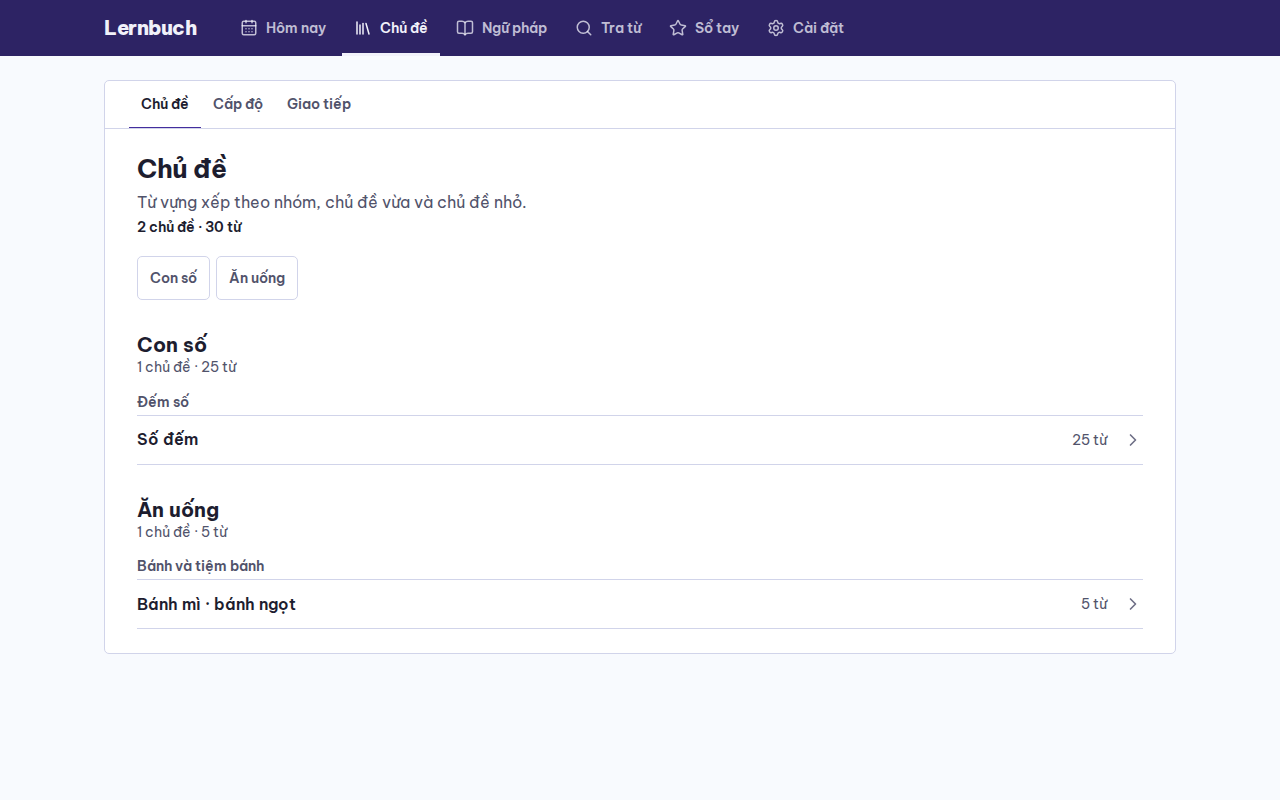 Lernbuch
Hôm nay
Chủ đề
Ngữ pháp
Tra từ
Sổ tay
Cài đặt
Chủ đề
Cấp độ
Giao tiếp
Chủ đề
Từ vựng xếp theo nhóm, chủ đề vừa và chủ đề nhỏ.
2 chủ đề · 30 từ
Con số
Ăn uống
Con số
1 chủ đề · 25 từ
Đếm số
Số đếm
25 từ
Ăn uống
1 chủ đề · 5 từ
Bánh và tiệm bánh
Bánh mì · bánh ngọt
5 từ